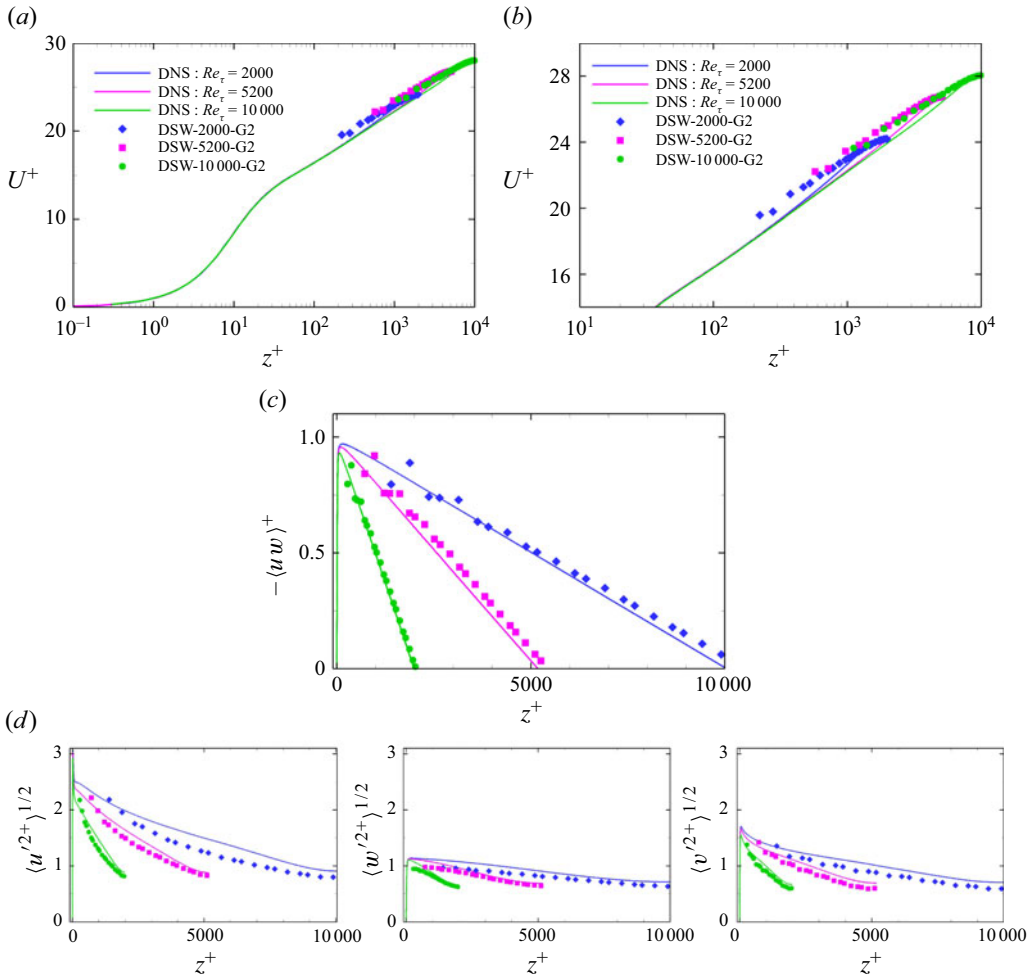 (a)
30
DNS : Reτ = 2000
DNS : Reτ = 5200
DNS : Reτ = 10 000
DSW-2000-G2
DSW-5200-G2
DSW-10 000-G2
20
U+
10
0
10−1 100 101 102 103 104
z+
(b)
28
DNS : Reτ = 2000
DNS : Reτ = 5200
DNS : Reτ = 10 000
DSW-2000-G2
DSW-5200-G2
DSW-10 000-G2
24
U+
20
16
101 102 103 104
z+
(c)
1.0
−⟨uw⟩+
0.5
0
0 5000 10 000
z+
(d)
3
⟨u′2+⟩1/2
2
1
0
0 5000 10 000
z+
3
⟨w′2+⟩1/2
2
1
0
0 5000 10 000
z+
3
⟨v′2+⟩1/2
2
1
0
0 5000 10 000
z+